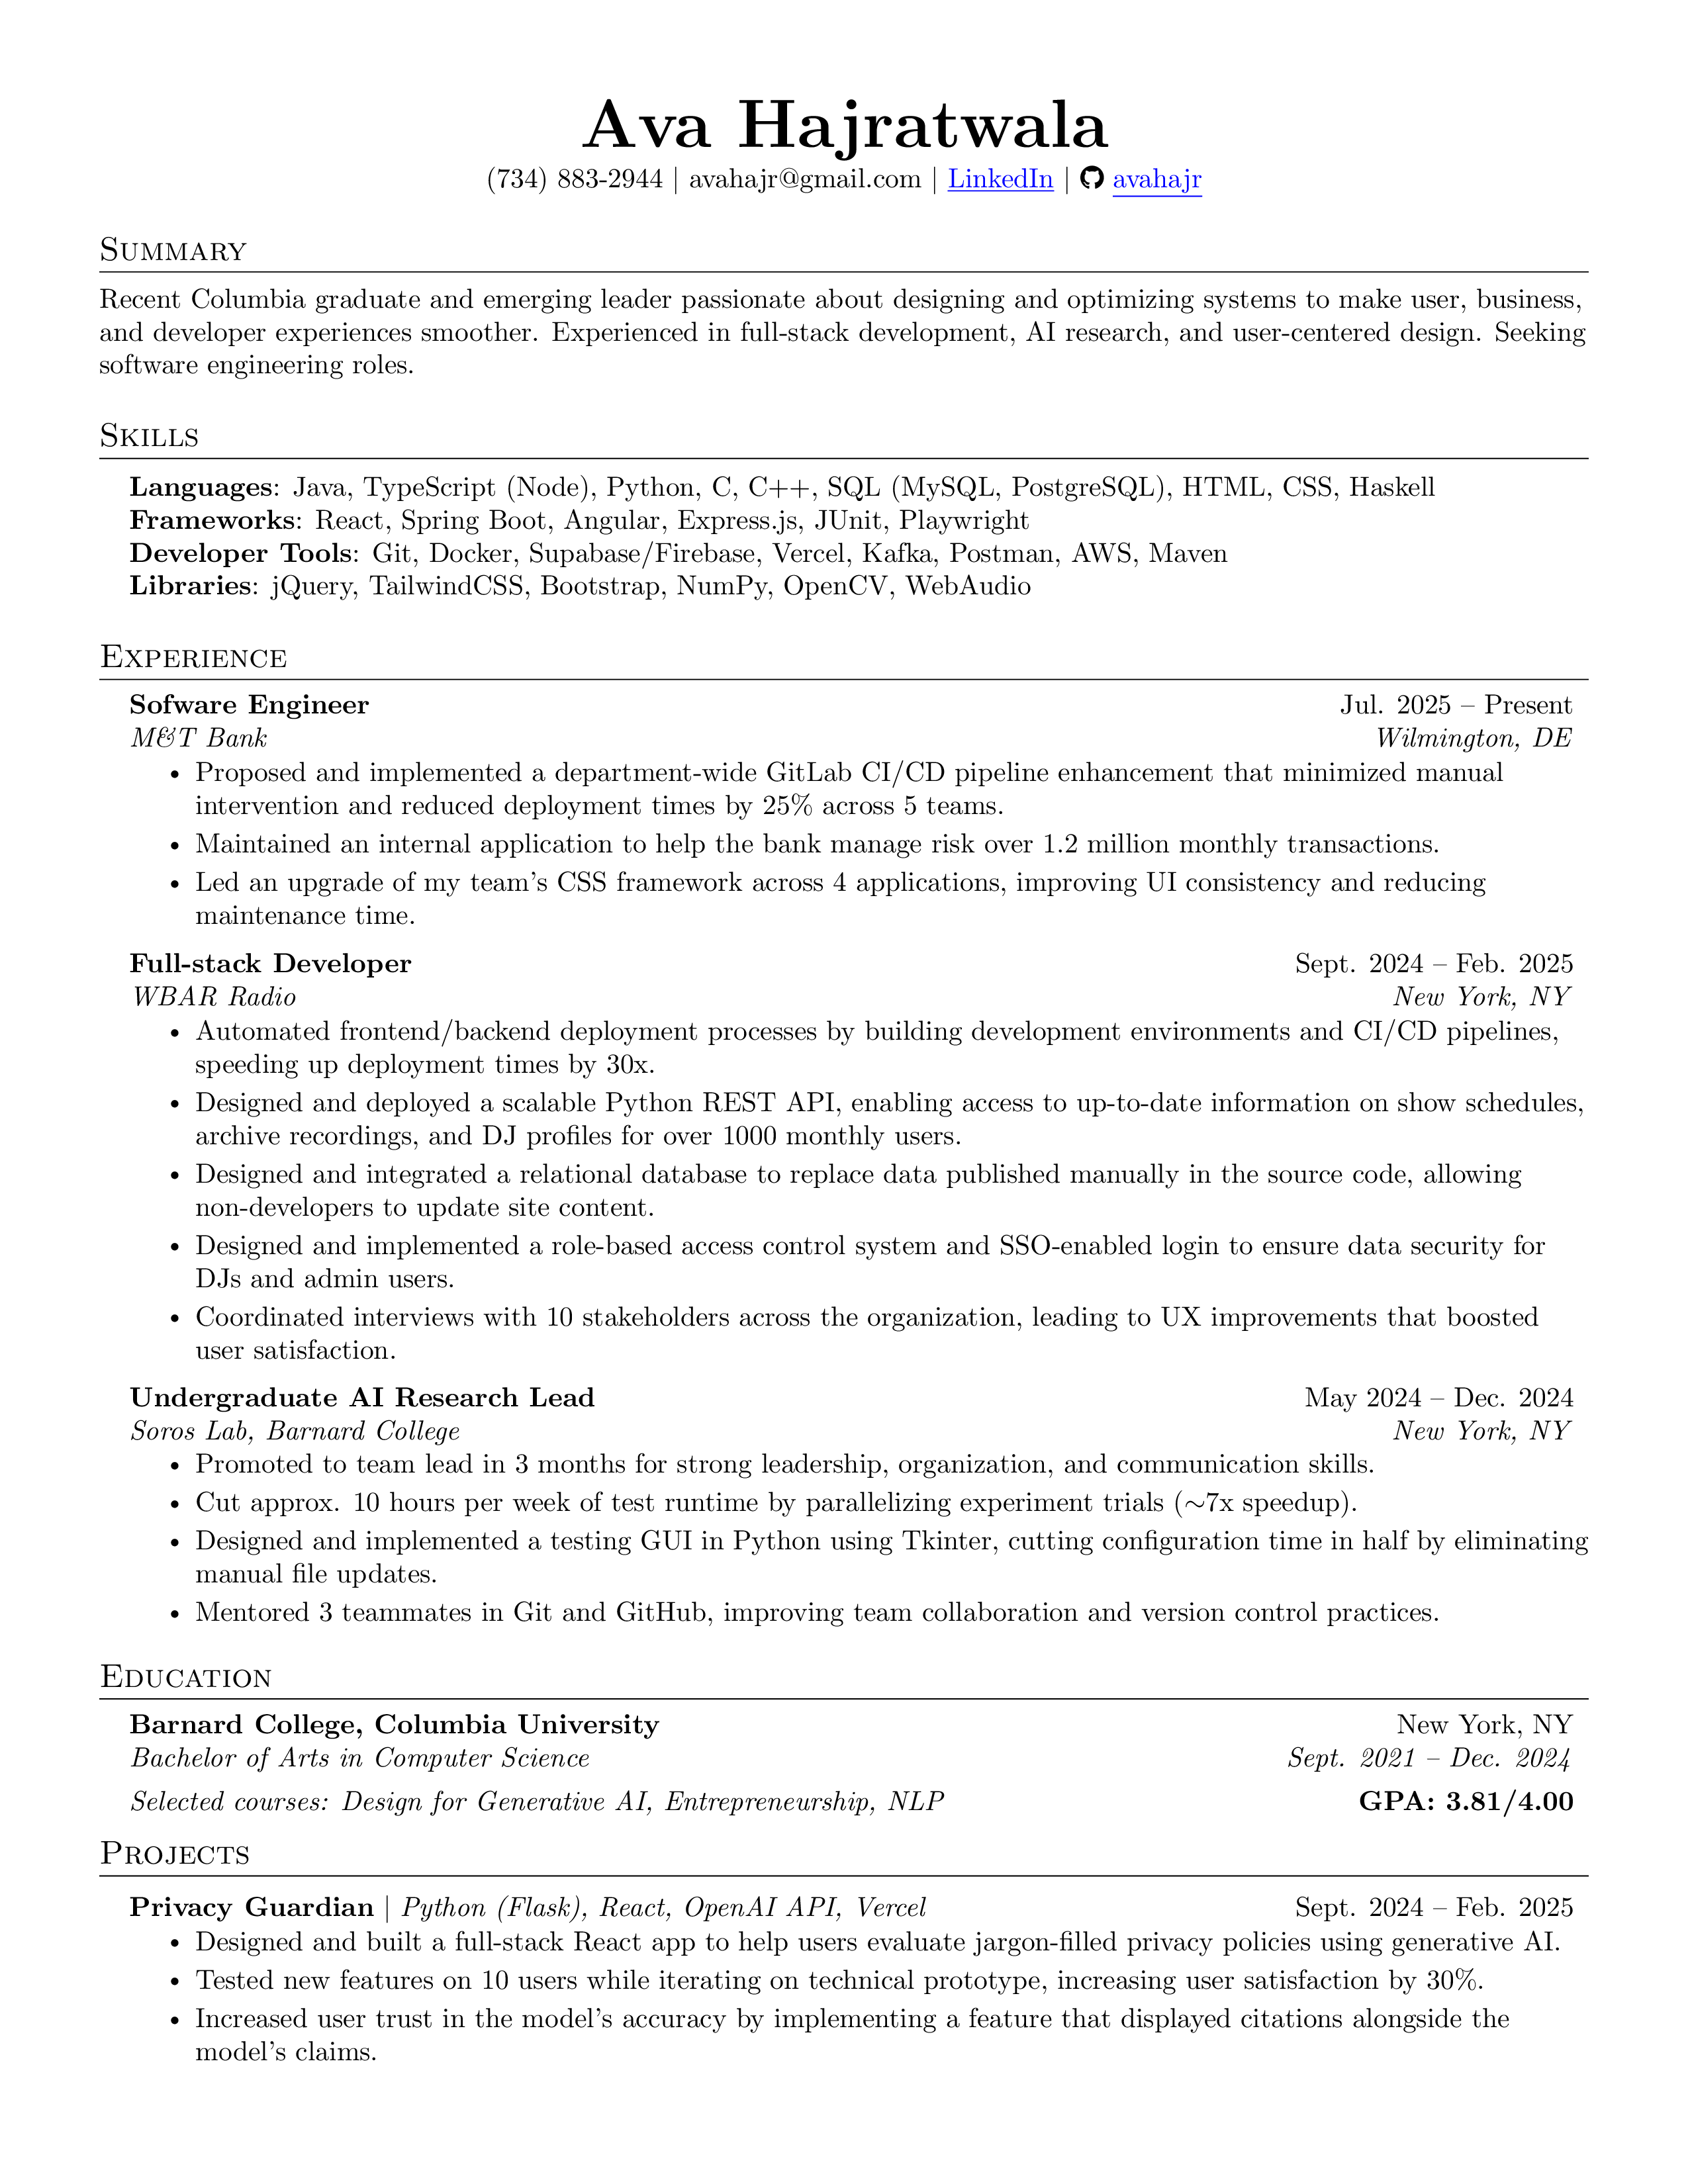 Ava Hajratwala
(734) 883-2944 | avahajr@gmail.com | LinkedIn | avahajr
Summary
Recent Columbia graduate and emerging leader passionate about designing and optimizing systems to make user, business,
and developer experiences smoother. Experienced in full-stack development, AI research, and user-centered design. Seeking
software engineering roles.
Skills
Languages: Java, TypeScript (Node), Python, C, C++, SQL (MySQL, PostgreSQL), HTML, CSS, Haskell
Frameworks: React, Spring Boot, Angular, Express.js, JUnit, Playwright
Developer Tools: Git, Docker, Supabase/Firebase, Vercel, Kafka, Postman, AWS, Maven
Libraries: jQuery, TailwindCSS, Bootstrap, NumPy, OpenCV, WebAudio
Experience
Sofware Engineer Jul. 2025 – Present
M&T Bank Wilmington, DE
• Proposed and implemented a department-wide GitLab CI/CD pipeline enhancement that minimized manual
intervention and reduced deployment times by 25% across 5 teams.
• Maintained an internal application to help the bank manage risk over 1.2 million monthly transactions.
• Led an upgrade of my team's CSS framework across 4 applications, improving UI consistency and reducing
maintenance time.
Full-stack Developer Sept. 2024 – Feb. 2025
WBAR Radio New York, NY
• Automated frontend/backend deployment processes by building development environments and CI/CD pipelines,
speeding up deployment times by 30x.
• Designed and deployed a scalable Python REST API, enabling access to up-to-date information on show schedules,
archive recordings, and DJ profiles for over 1000 monthly users.
• Designed and integrated a relational database to replace data published manually in the source code, allowing
non-developers to update site content.
• Designed and implemented a role-based access control system and SSO-enabled login to ensure data security for
DJs and admin users.
• Coordinated interviews with 10 stakeholders across the organization, leading to UX improvements that boosted
user satisfaction.
Undergraduate AI Research Lead May 2024 – Dec. 2024
Soros Lab, Barnard College New York, NY
• Promoted to team lead in 3 months for strong leadership, organization, and communication skills.
• Cut approx. 10 hours per week of test runtime by parallelizing experiment trials (∼7x speedup).
• Designed and implemented a testing GUI in Python using Tkinter, cutting configuration time in half by eliminating
manual file updates.
• Mentored 3 teammates in Git and GitHub, improving team collaboration and version control practices.
Education
Barnard College, Columbia University New York, NY
Bachelor of Arts in Computer Science Sept. 2021 – Dec. 2024
Selected courses: Design for Generative AI, Entrepreneurship, NLP GPA: 3.81/4.00
Projects
Privacy Guardian | Python (Flask), React, OpenAI API, Vercel Sept. 2024 – Feb. 2025
• Designed and built a full-stack React app to help users evaluate jargon-filled privacy policies using generative AI.
• Tested new features on 10 users while iterating on technical prototype, increasing user satisfaction by 30%.
• Increased user trust in the model's accuracy by implementing a feature that displayed citations alongside the
model's claims.